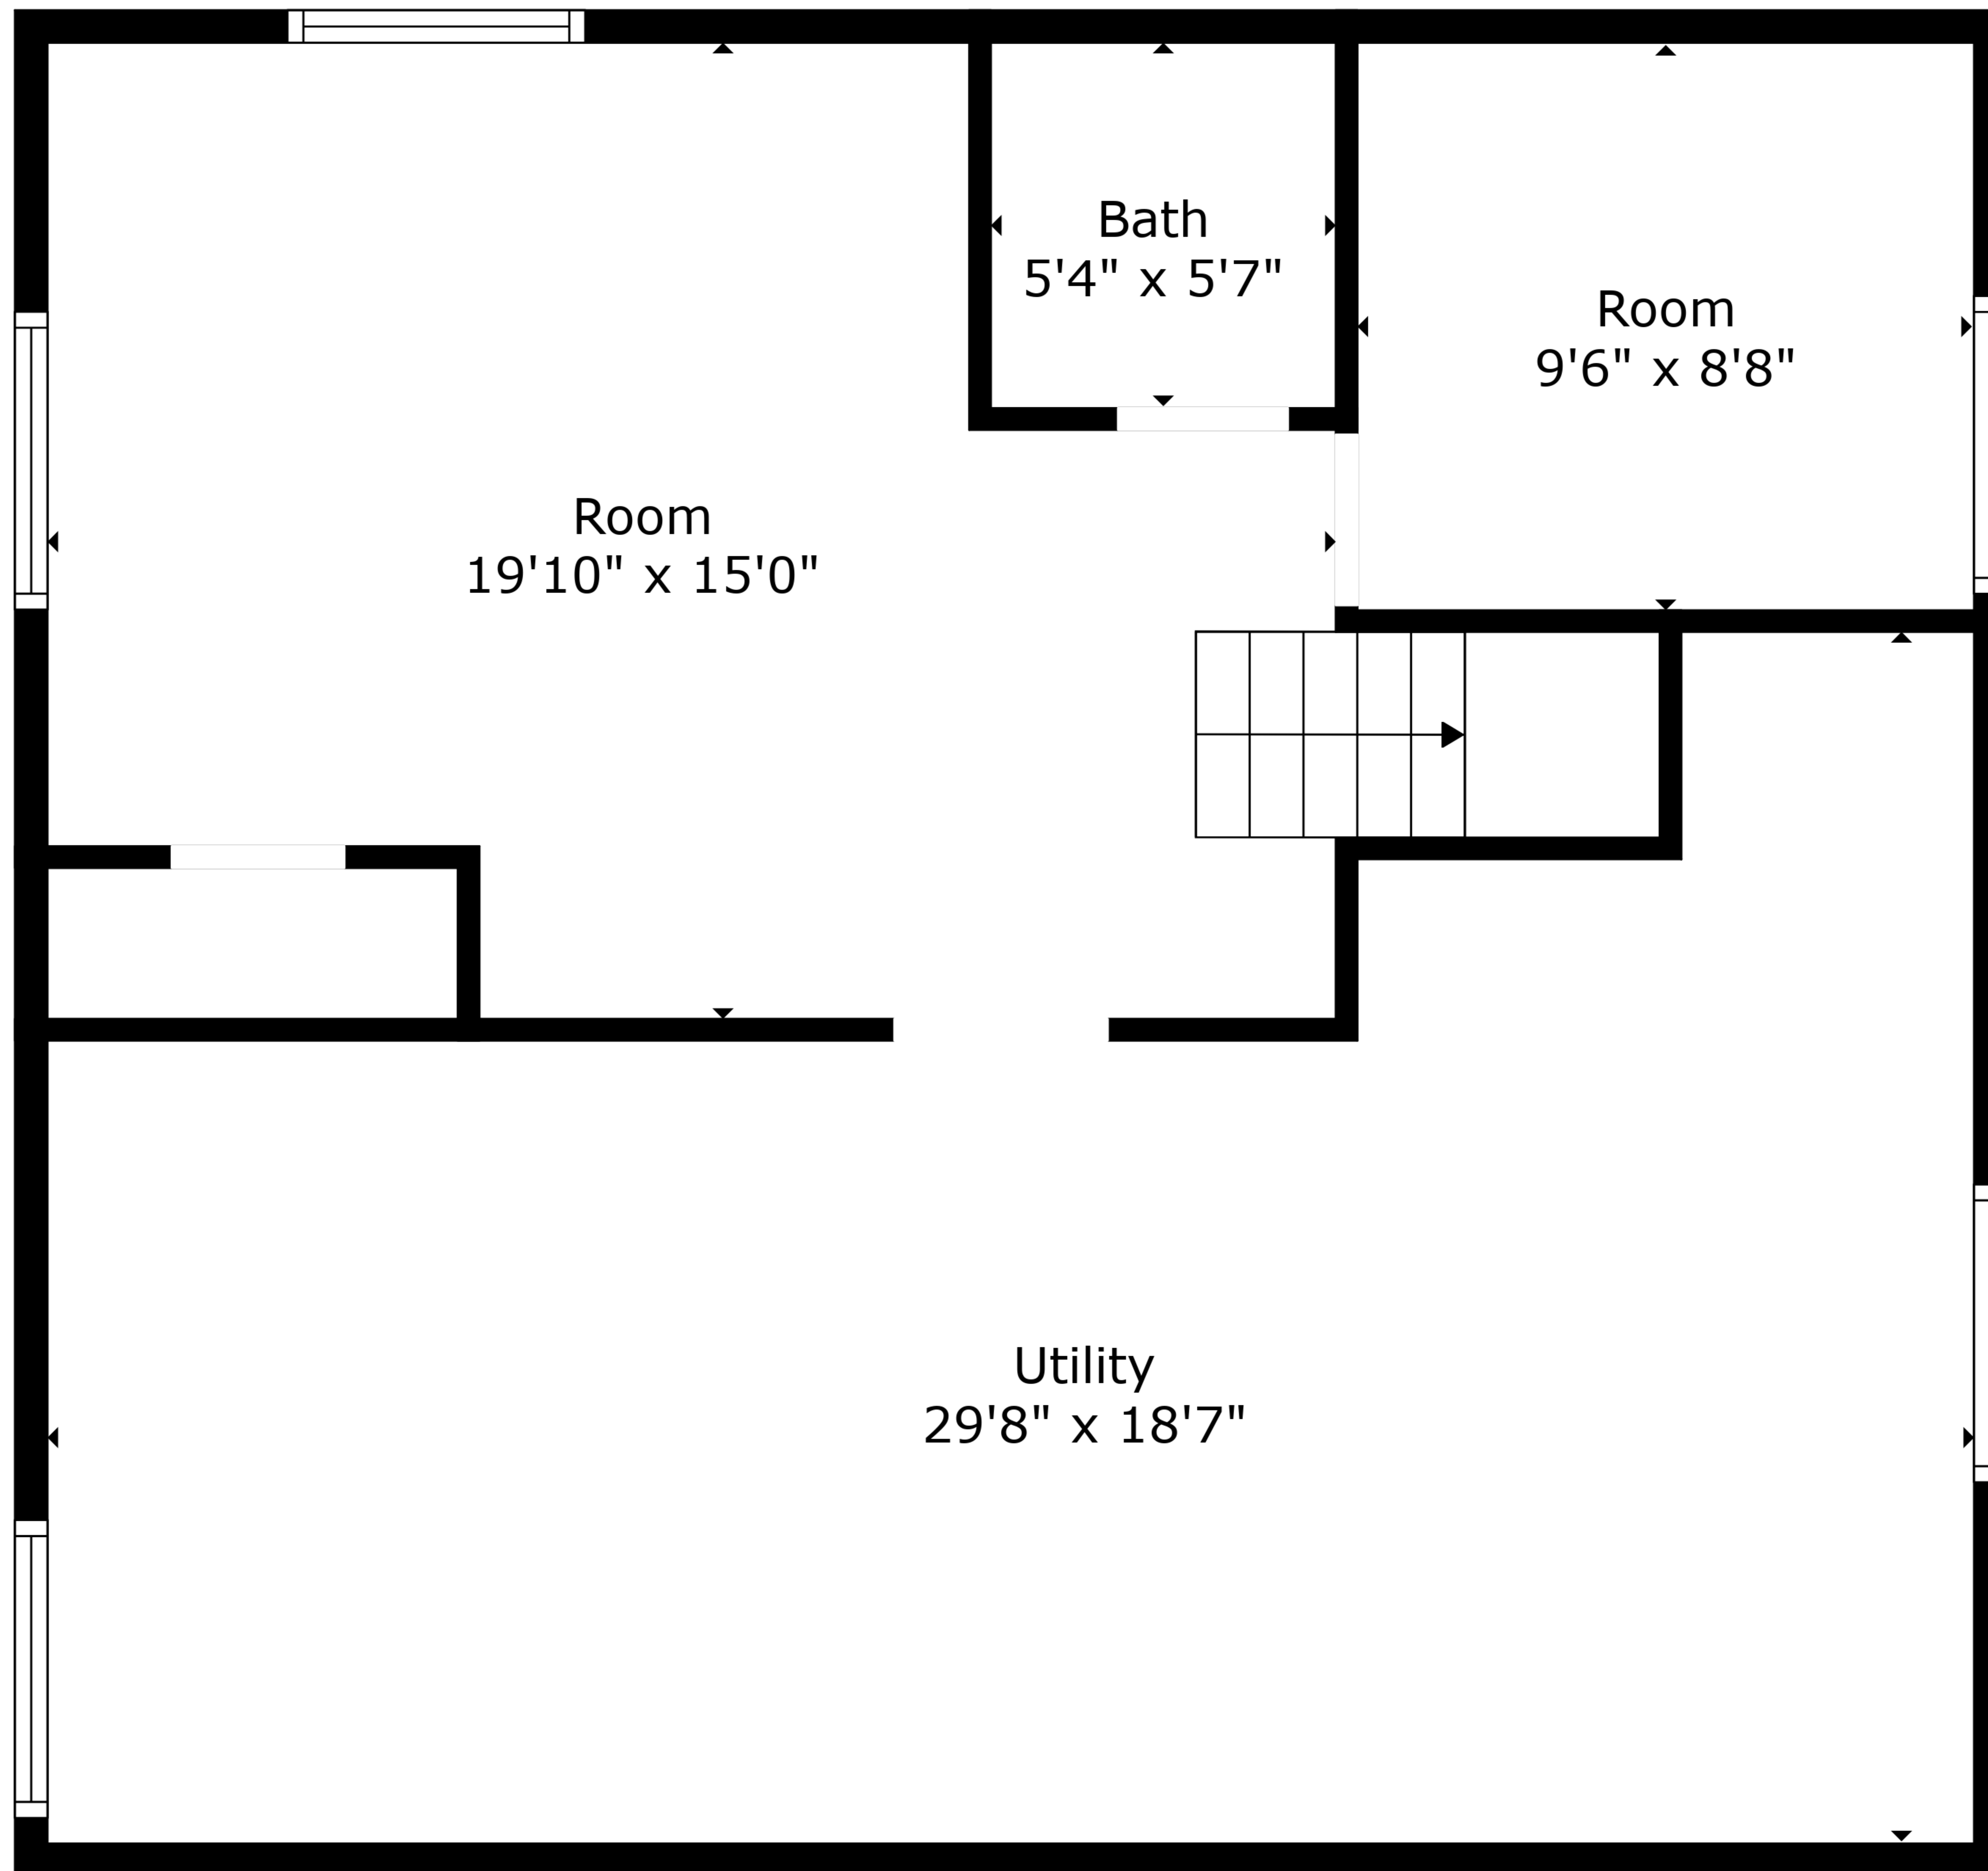 Bath
5'4" x 5'7"
Room
9'6" x 8'8"
Room
19'10" x 15'0"
Utility
29'8" x 18'7"